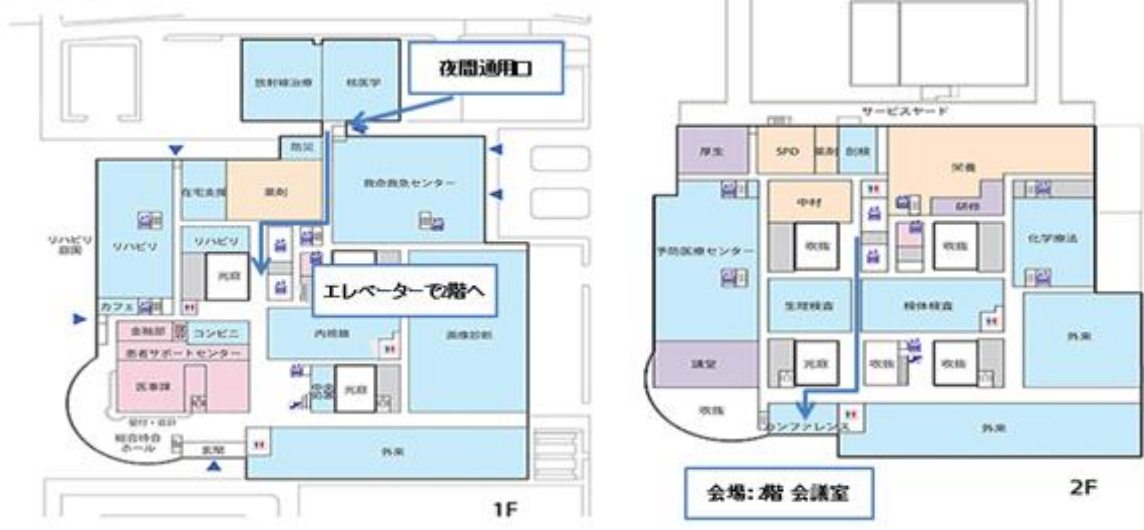 放射線治療
核医学
夜間通用口
防災
在宅支援
薬剤
救命救急センター
リハビリ
庭園
リハビリ
リハビリ
光庭
エレベーターで2階へ
カフェ
金融部
コンビニ
患者サポートセンター
医事課
内視鏡
画像診断
光庭
受付・会計
総合待合
ホール
玄関
外来
1F
サービスヤード
厚生
SPD
薬剤
剖検
栄養
中材
研修
予防医療センター
吹抜
吹抜
化学療法
生理検査
検体検査
外来
講堂
光庭
吹抜
吹抜
吹抜
カンファレンス
外来
会場：2階 会議室
2F